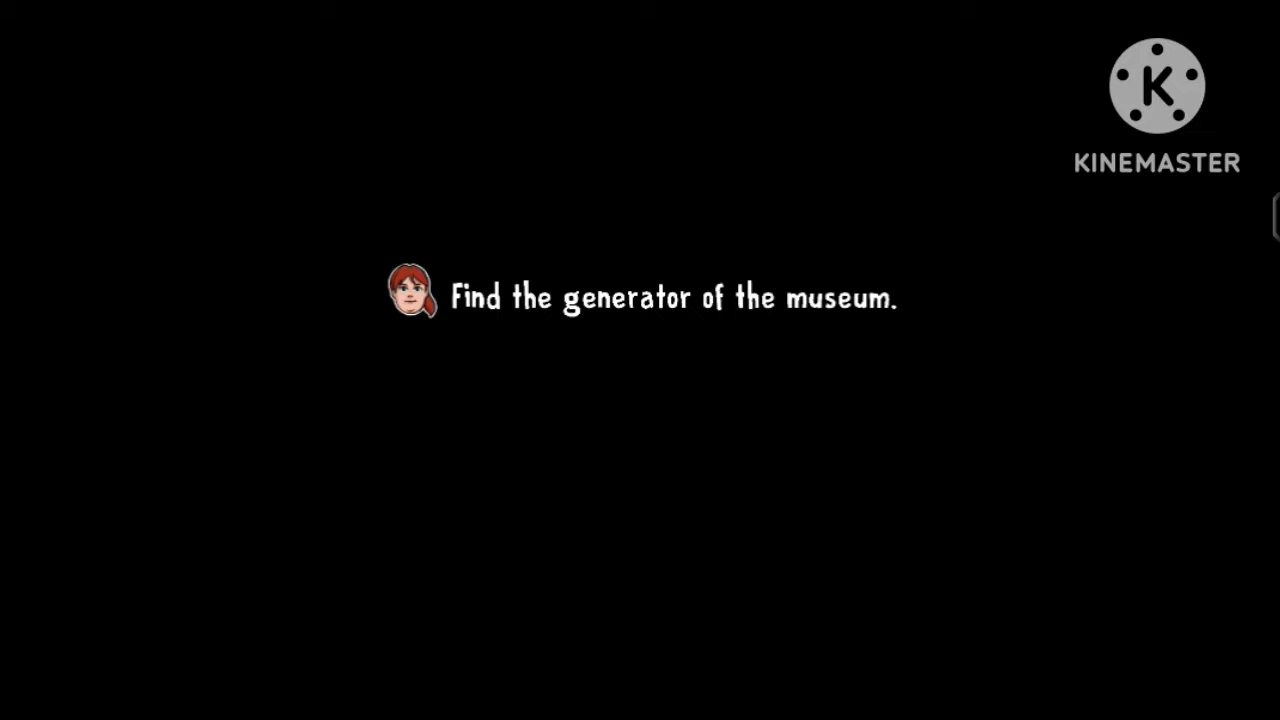 K
KINEMASTER
Find the generator of the museum.